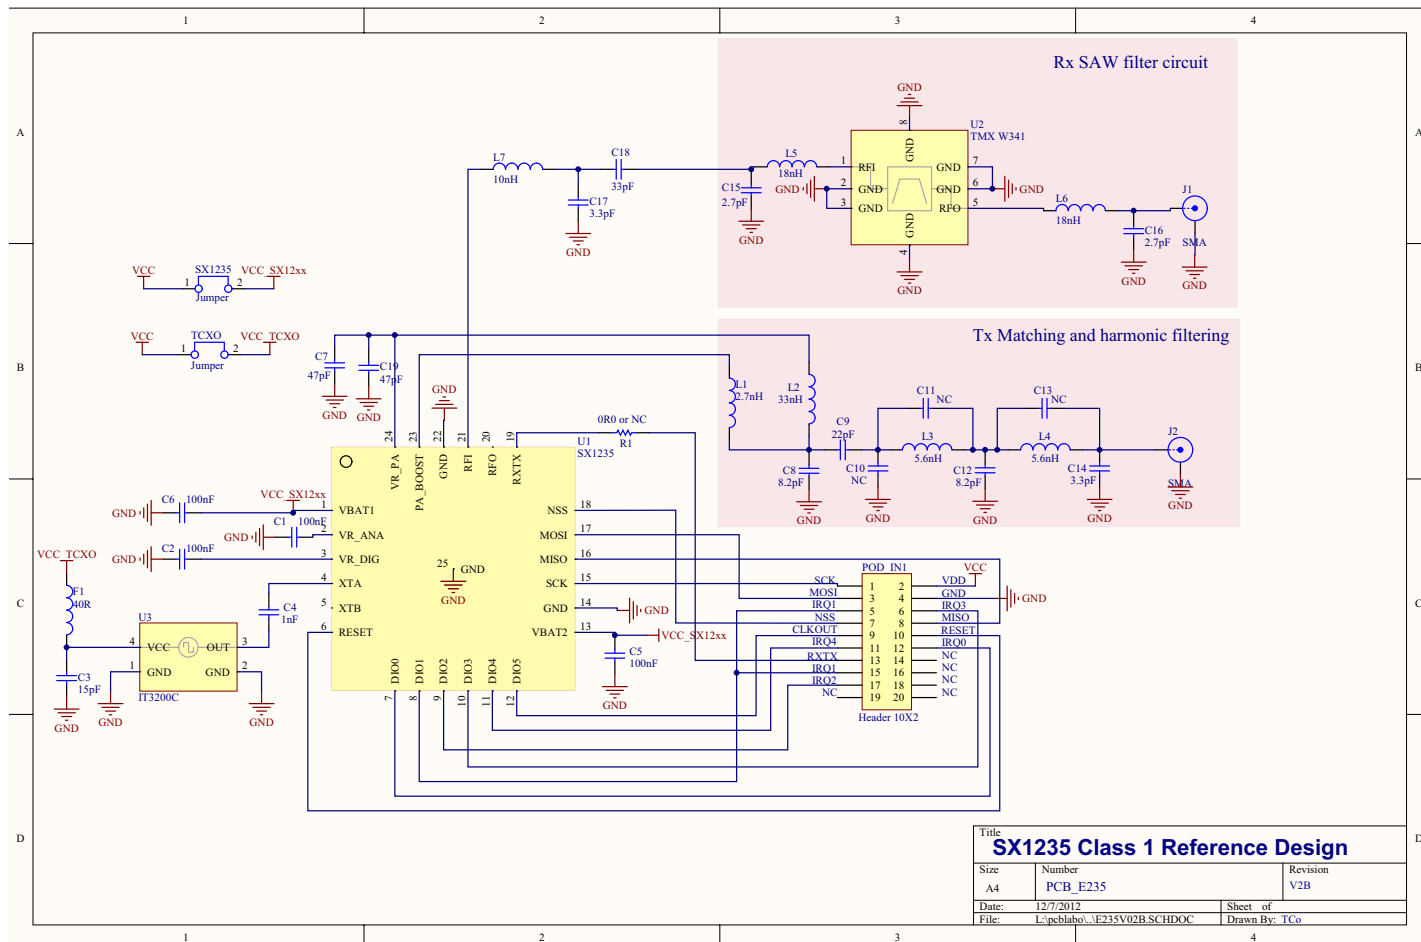 1 2 3 4
A
B
C
D
A
B
C
D
Rx SAW filter circuit
GND
U2
TMX W341
8
GND
1 RFI
2 GND
3 GND
GND 7
GND 6
RFO 5
GND
4
GND
GND
GND
L7
10nH
C18
33pF
C17
3.3pF
GND
L5
18nH
C15
2.7pF
GND
L6
18nH
J1
SMA
C16
2.7pF
GND
GND
VCC
SX1235
VCC_SX12xx
1 2
Jumper
VCC
TCXO
VCC_TCXO
1 2
Jumper
Tx Matching and harmonic filtering
C7
47pF
GND
C19
47pF
GND
GND
L1
2.7nH
L2
33nH
C9
22pF
C8
8.2pF
GND
C10
NC
GND
C11
NC
L3
5.6nH
C12
8.2pF
GND
C13
NC
L4
5.6nH
C14
3.3pF
GND
J2
SMA
GND
0R0 or NC
R1
U1
SX1235
24 23 22 21 20 19
VR_PA
PA_BOOST
GND
RFI
RFO
RXTX
1 VBAT1
2 VR_ANA
3 VR_DIG
4 XTA
5 XTB
6 RESET
NSS 18
MOSI 17
MISO 16
SCK 15
GND 14
VBAT2 13
25 GND
GND
DIO0
DIO1
DIO2
DIO3
DIO4
DIO5
7 8 9 10 11 12
GND
C6
100nF
VCC_SX12xx
GND
C1
100nF
GND
C2
100nF
VCC_TCXO
F1
40R
C3
15pF
GND
U3
4 VCC OUT 3
1 GND GND 2
IT3200C
GND
GND
C4
1nF
GND
VCC_SX12xx
C5
100nF
GND
POD_IN1
VCC
GND
SCK 1 2 VDD
MOSI 3 4 GND
IRQ1 5 6 IRQ3
NSS 7 8 MISO
CLKOUT 9 10 RESET
IRQ4 11 12 IRQ0
RXTX 13 14 NC
IRQ1 15 16 NC
IRQ2 17 18 NC
NC 19 20 NC
Header 10X2
Title
SX1235 Class 1 Reference Design
Size Number Revision
A4 PCB_E235 V2B
Date: 12/7/2012 Sheet of
File: L:\pcblabo\..\E235V02B.SCHDOC Drawn By: TCo
1 2 3 4